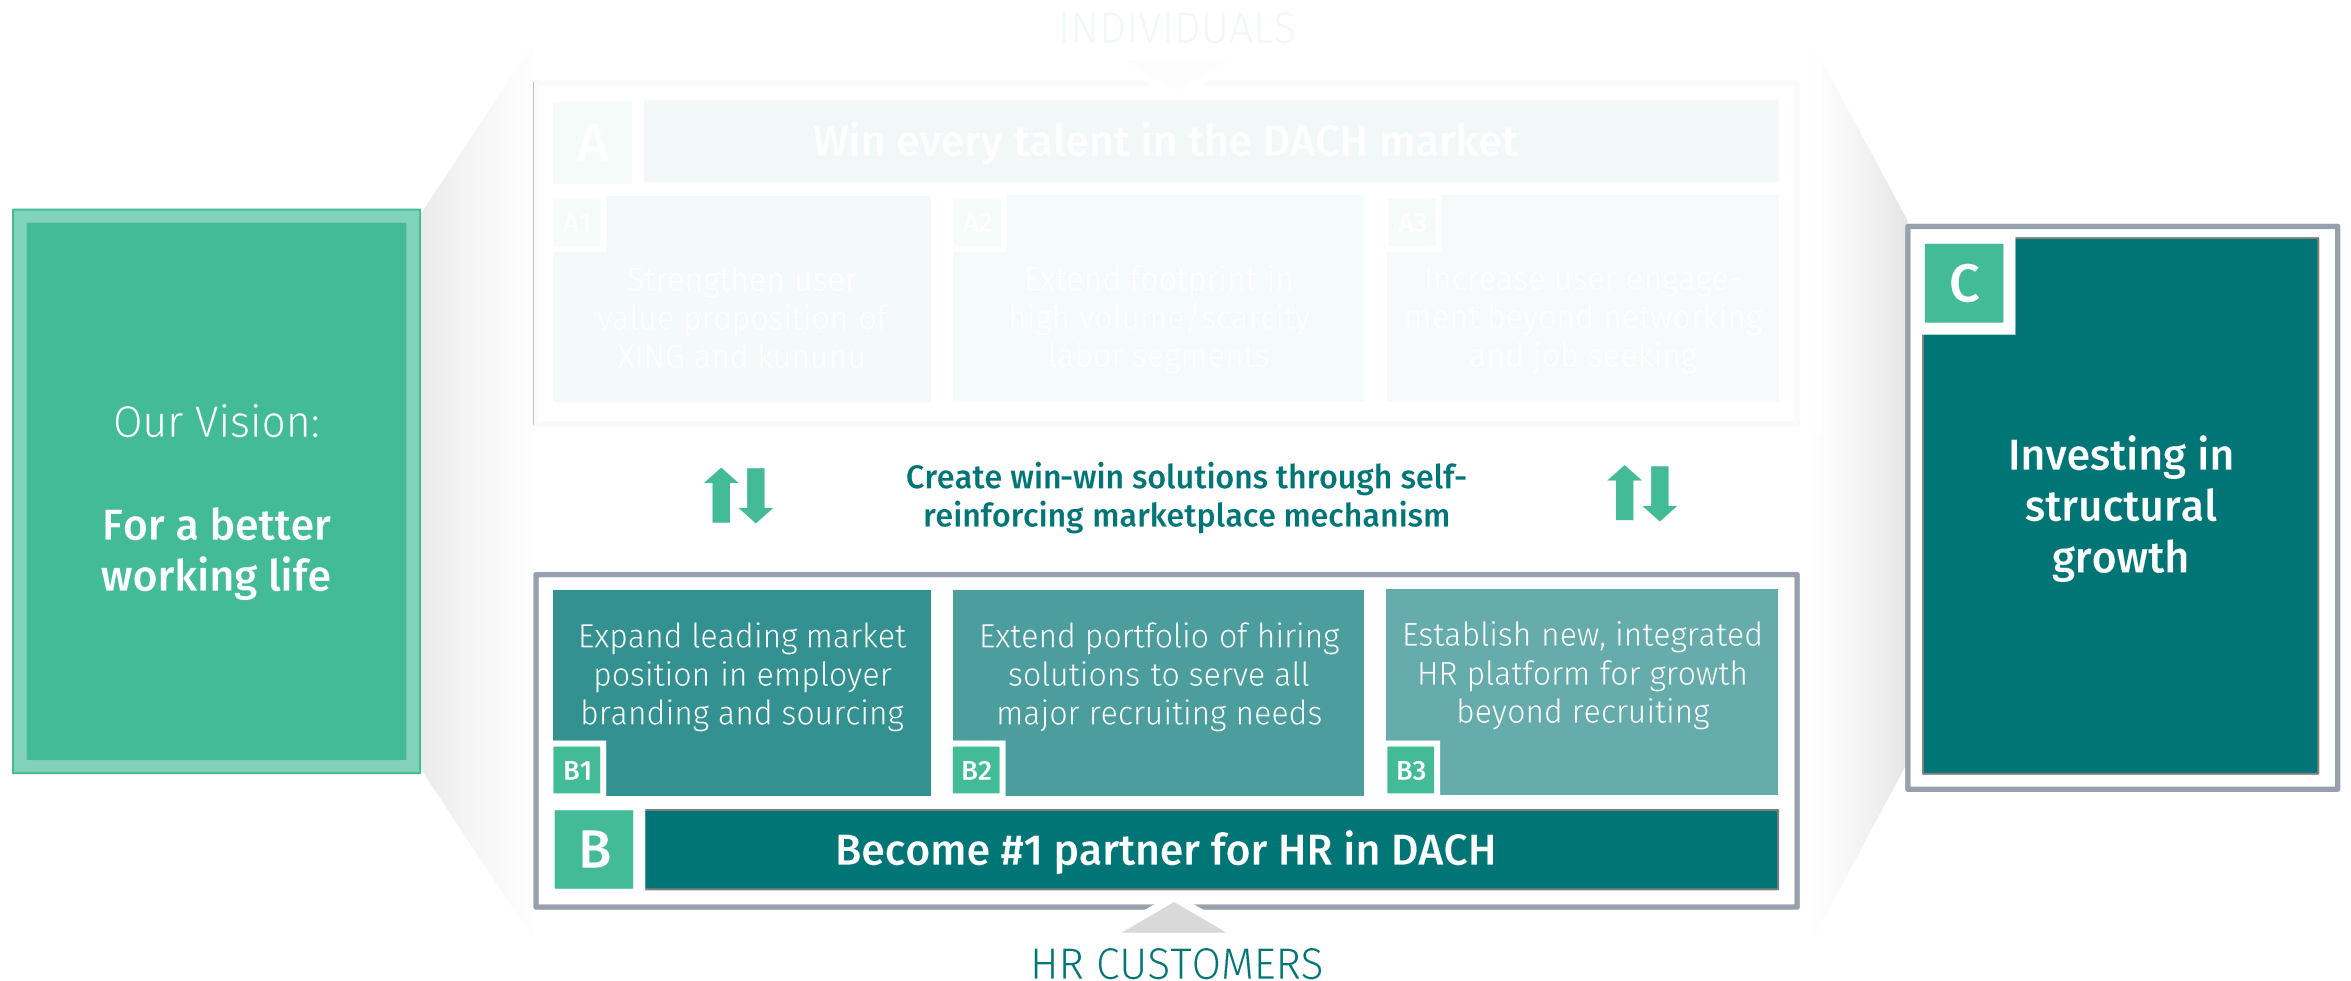 INDIVIDUALS
A
Win every talent in the DACH market
A1
Strengthen user
value proposition of
XING and kununu
A2
Extend footprint in
high volume/scarcity
labor segments
A3
Increase user engage-
ment beyond networking
and job seeking
Our Vision:
For a better
working life
Create win-win solutions through self-
reinforcing marketplace mechanism
Expand leading market
position in employer
branding and sourcing
B1
Extend portfolio of hiring
solutions to serve all
major recruiting needs
B2
Establish new, integrated
HR platform for growth
beyond recruiting
B3
B
Become #1 partner for HR in DACH
HR CUSTOMERS
C
Investing in
structural
growth